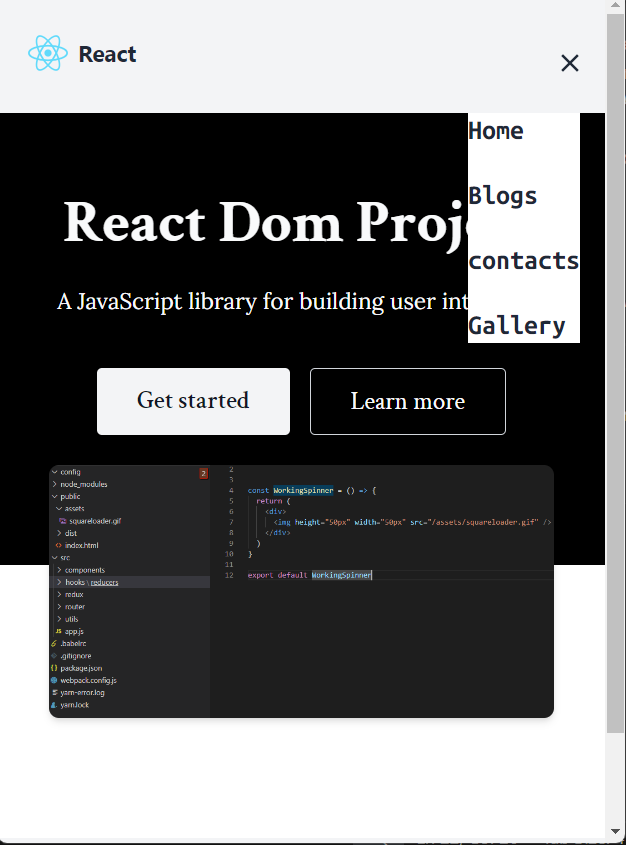 React
Home
Blogs
contacts
Gallery
React Dom Proj
A JavaScript library for building user int
Get started
Learn more
config
2
node_modules
public
assets
squareloader.gif
dist
index.html
src
components
hooks \ reducers
redux
router
utils
JS app.js
.babelrc
.gitignore
{} package.json
webpack.config.js
yarn-error.log
yarn.lock
2
3
4 const WorkingSpinner = () => {
5 return (
6 <div>
7 <img height="50px" width="50px" src="/assets/squareloader.gif" />
8 </div>
9 )
10 }
11
12 export default WorkingSpinner